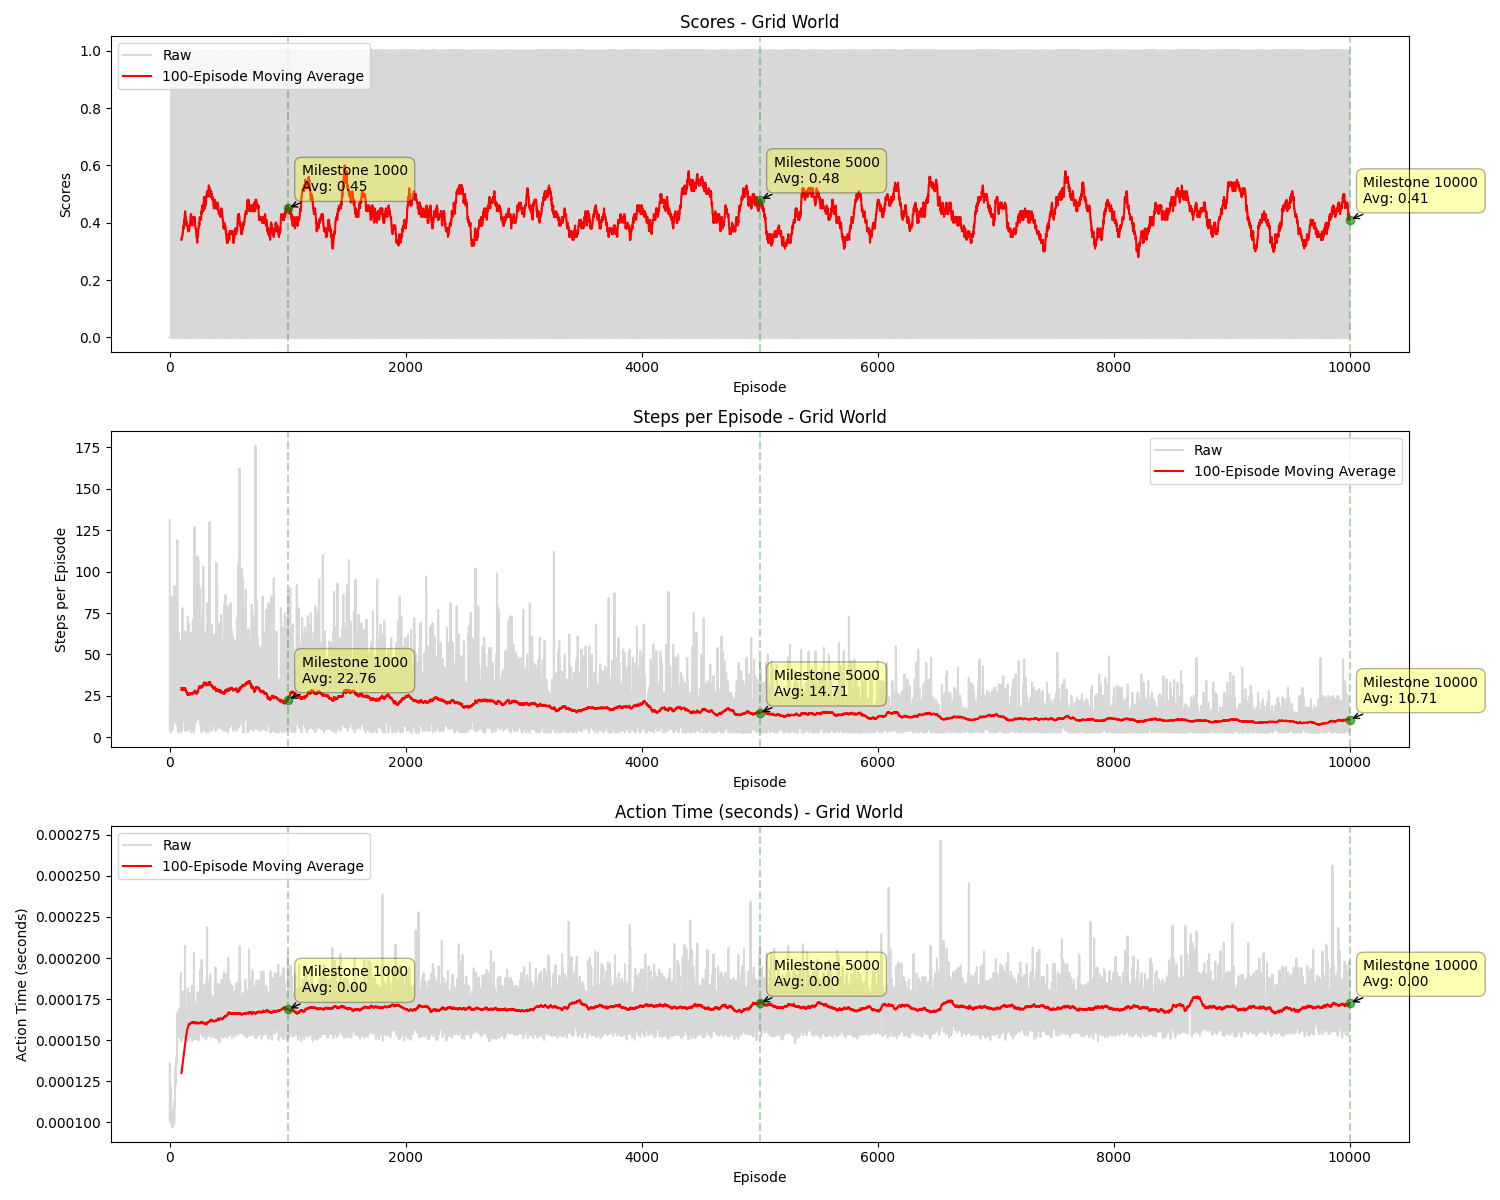 Scores - Grid World
Raw
100-Episode Moving Average
Milestone 1000
Avg: 0.45
Milestone 5000
Avg: 0.48
Milestone 10000
Avg: 0.41
Scores
1.0
0.8
0.6
0.4
0.2
0.0
0
2000
4000
6000
8000
10000
Episode
Steps per Episode - Grid World
Raw
100-Episode Moving Average
Milestone 1000
Avg: 22.76
Milestone 5000
Avg: 14.71
Milestone 10000
Avg: 10.71
Steps per Episode
175
150
125
100
75
50
25
0
0
2000
4000
6000
8000
10000
Episode
Action Time (seconds) - Grid World
Raw
100-Episode Moving Average
Milestone 1000
Avg: 0.00
Milestone 5000
Avg: 0.00
Milestone 10000
Avg: 0.00
Action Time (seconds)
0.000275
0.000250
0.000225
0.000200
0.000175
0.000150
0.000125
0.000100
0
2000
4000
6000
8000
10000
Episode